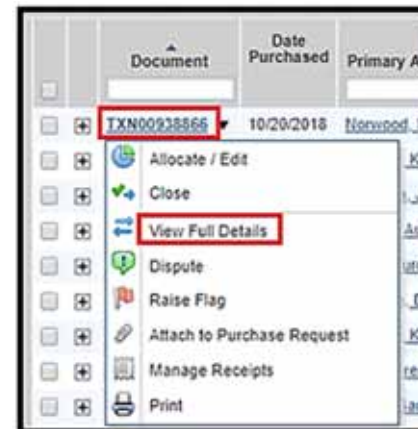 Document
Date
Purchased
Primary A
TXN00938866 10/20/2018 Norwood,
Allocate / Edit
Close
View Full Details
Dispute
Raise Flag
Attach to Purchase Request
Manage Receipts
Print